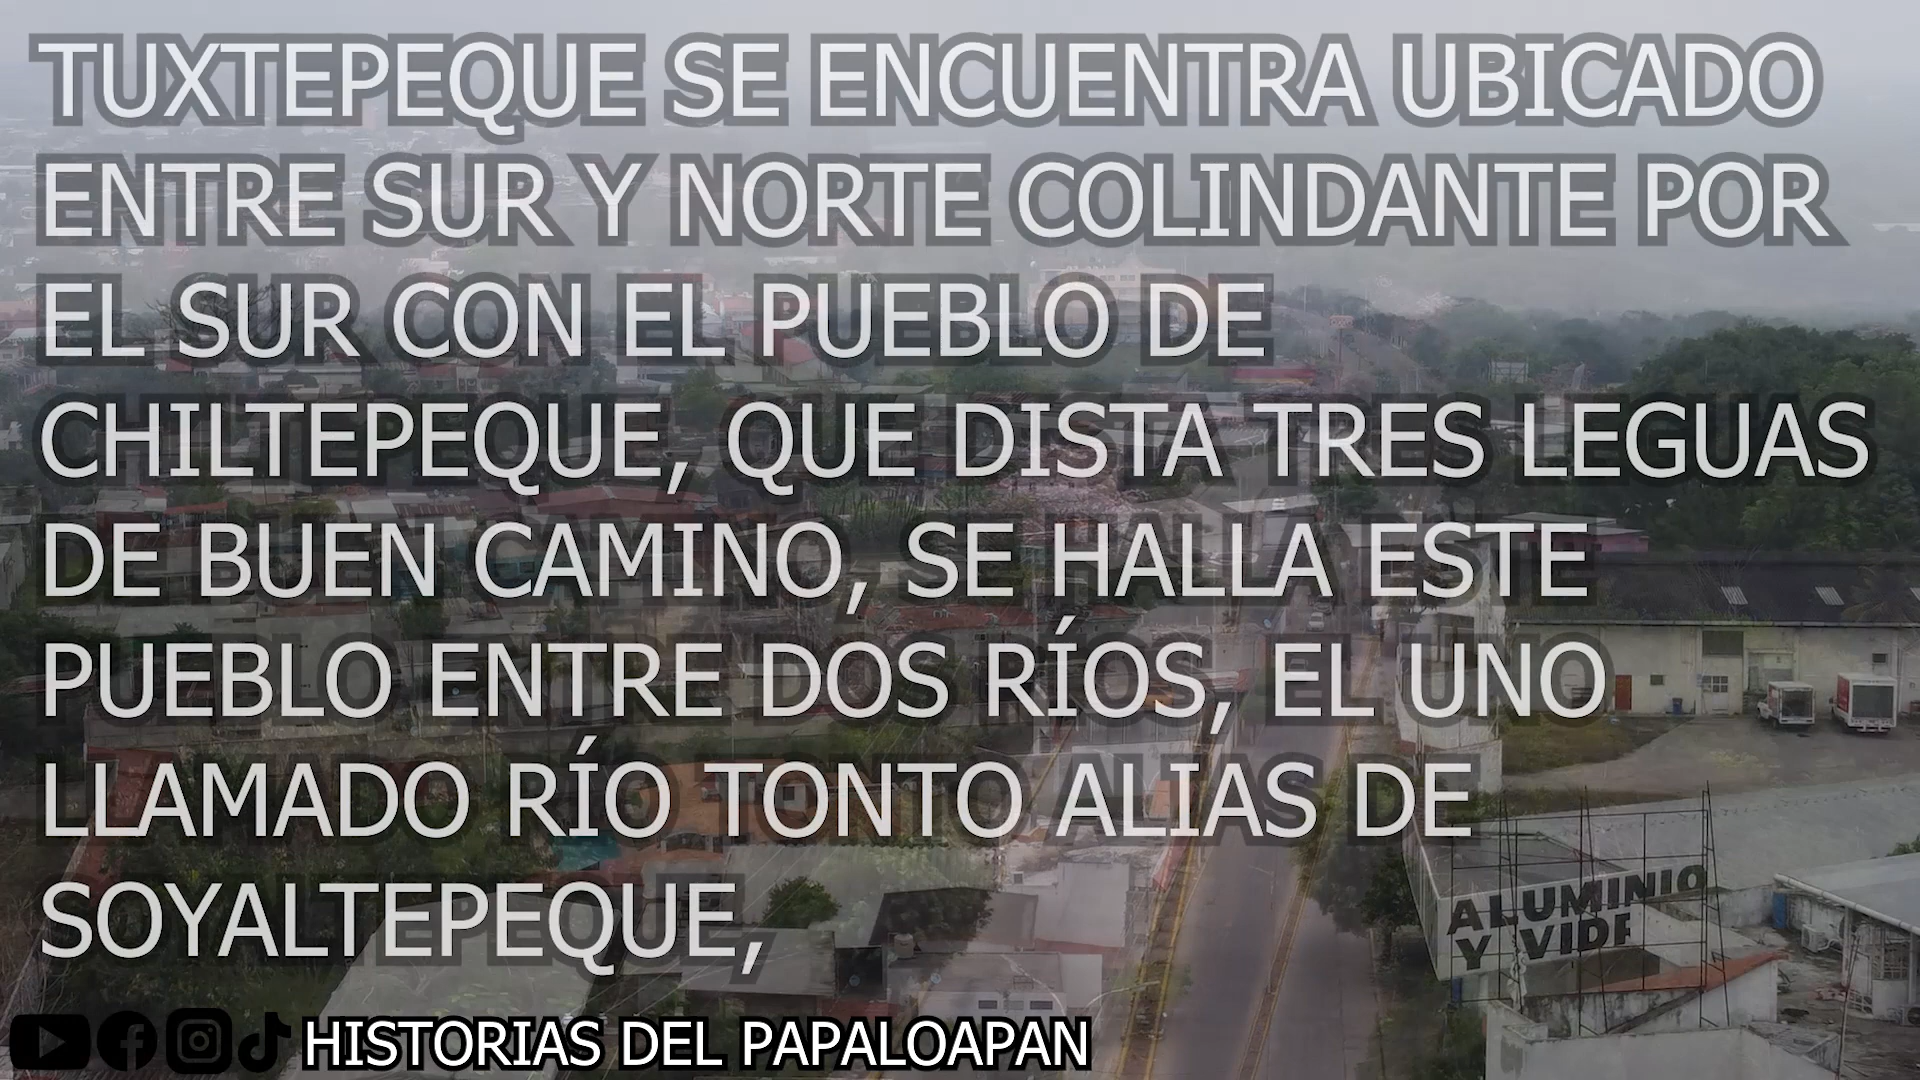 TUXTEPEQUE SE ENCUENTRA UBICADO
ENTRE SUR Y NORTE COLINDANTE POR
EL SUR CON EL PUEBLO DE
CHILTEPEQUE, QUE DISTA TRES LEGUAS
DE BUEN CAMINO, SE HALLA ESTE
PUEBLO ENTRE DOS RÍOS, EL UNO
LLAMADO RÍO TONTO ALIAS DE
SOYALTEPEQUE,
ALUMINIO
Y VIDR
HISTORIAS DEL PAPALOAPAN